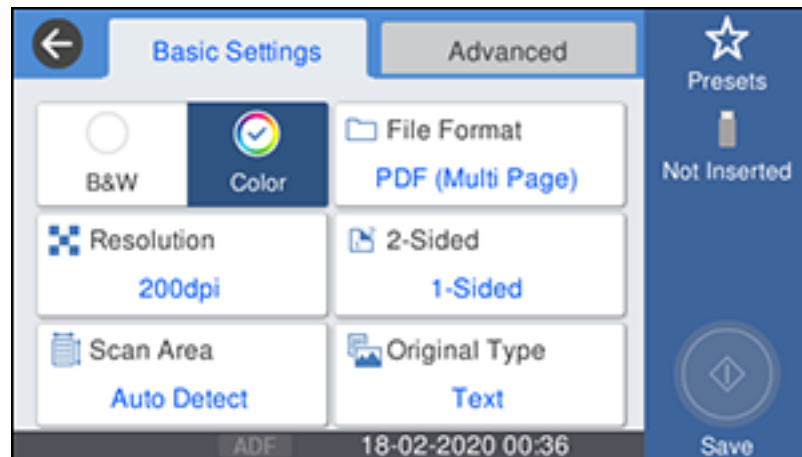 Basic Settings
Advanced
Presets
Not Inserted
B&W
Color
File Format
PDF (Multi Page)
Resolution
200dpi
2-Sided
1-Sided
Scan Area
Auto Detect
Original Type
Text
ADF
18-02-2020 00:36
Save